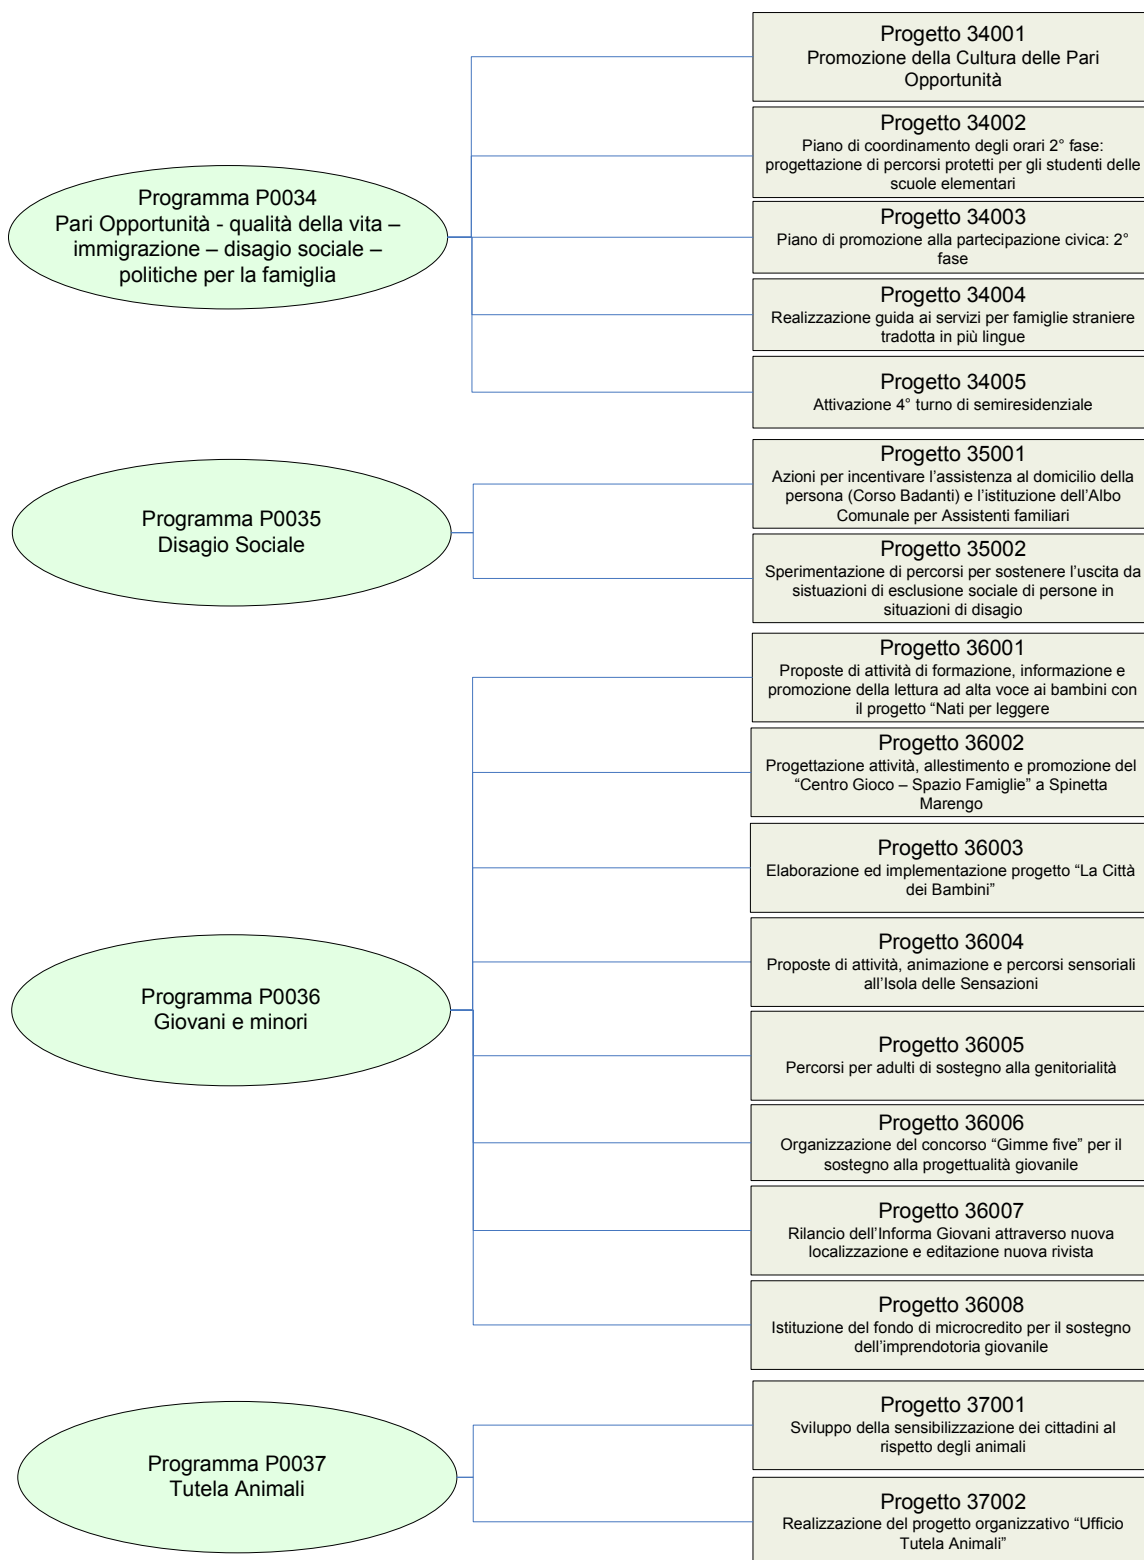 Programma P0034
Pari Opportunità - qualità della vita –
immigrazione – disagio sociale –
politiche per la famiglia
Progetto 34001
Promozione della Cultura delle Pari
Opportunità
Progetto 34002
Piano di coordinamento degli orari 2° fase:
progettazione di percorsi protetti per gli studenti delle
scuole elementari
Progetto 34003
Piano di promozione alla partecipazione civica: 2°
fase
Progetto 34004
Realizzazione guida ai servizi per famiglie straniere
tradotta in più lingue
Progetto 34005
Attivazione 4° turno di semiresidenziale
Programma P0035
Disagio Sociale
Progetto 35001
Azioni per incentivare l’assistenza al domicilio della
persona (Corso Badanti) e l’istituzione dell’Albo
Comunale per Assistenti familiari
Progetto 35002
Sperimentazione di percorsi per sostenere l’uscita da
sistuazioni di esclusione sociale di persone in
situazioni di disagio
Programma P0036
Giovani e minori
Progetto 36001
Proposte di attività di formazione, informazione e
promozione della lettura ad alta voce ai bambini con
il progetto “Nati per leggere
Progetto 36002
Progettazione attività, allestimento e promozione del
“Centro Gioco – Spazio Famiglie” a Spinetta
Marengo
Progetto 36003
Elaborazione ed implementazione progetto “La Città
dei Bambini”
Progetto 36004
Proposte di attività, animazione e percorsi sensoriali
all’Isola delle Sensazioni
Progetto 36005
Percorsi per adulti di sostegno alla genitorialità
Progetto 36006
Organizzazione del concorso “Gimme five” per il
sostegno alla progettualità giovanile
Progetto 36007
Rilancio dell’Informa Giovani attraverso nuova
localizzazione e editazione nuova rivista
Progetto 36008
Istituzione del fondo di microcredito per il sostegno
dell’imprendotoria giovanile
Programma P0037
Tutela Animali
Progetto 37001
Sviluppo della sensibilizzazione dei cittadini al
rispetto degli animali
Progetto 37002
Realizzazione del progetto organizzativo “Ufficio
Tutela Animali”